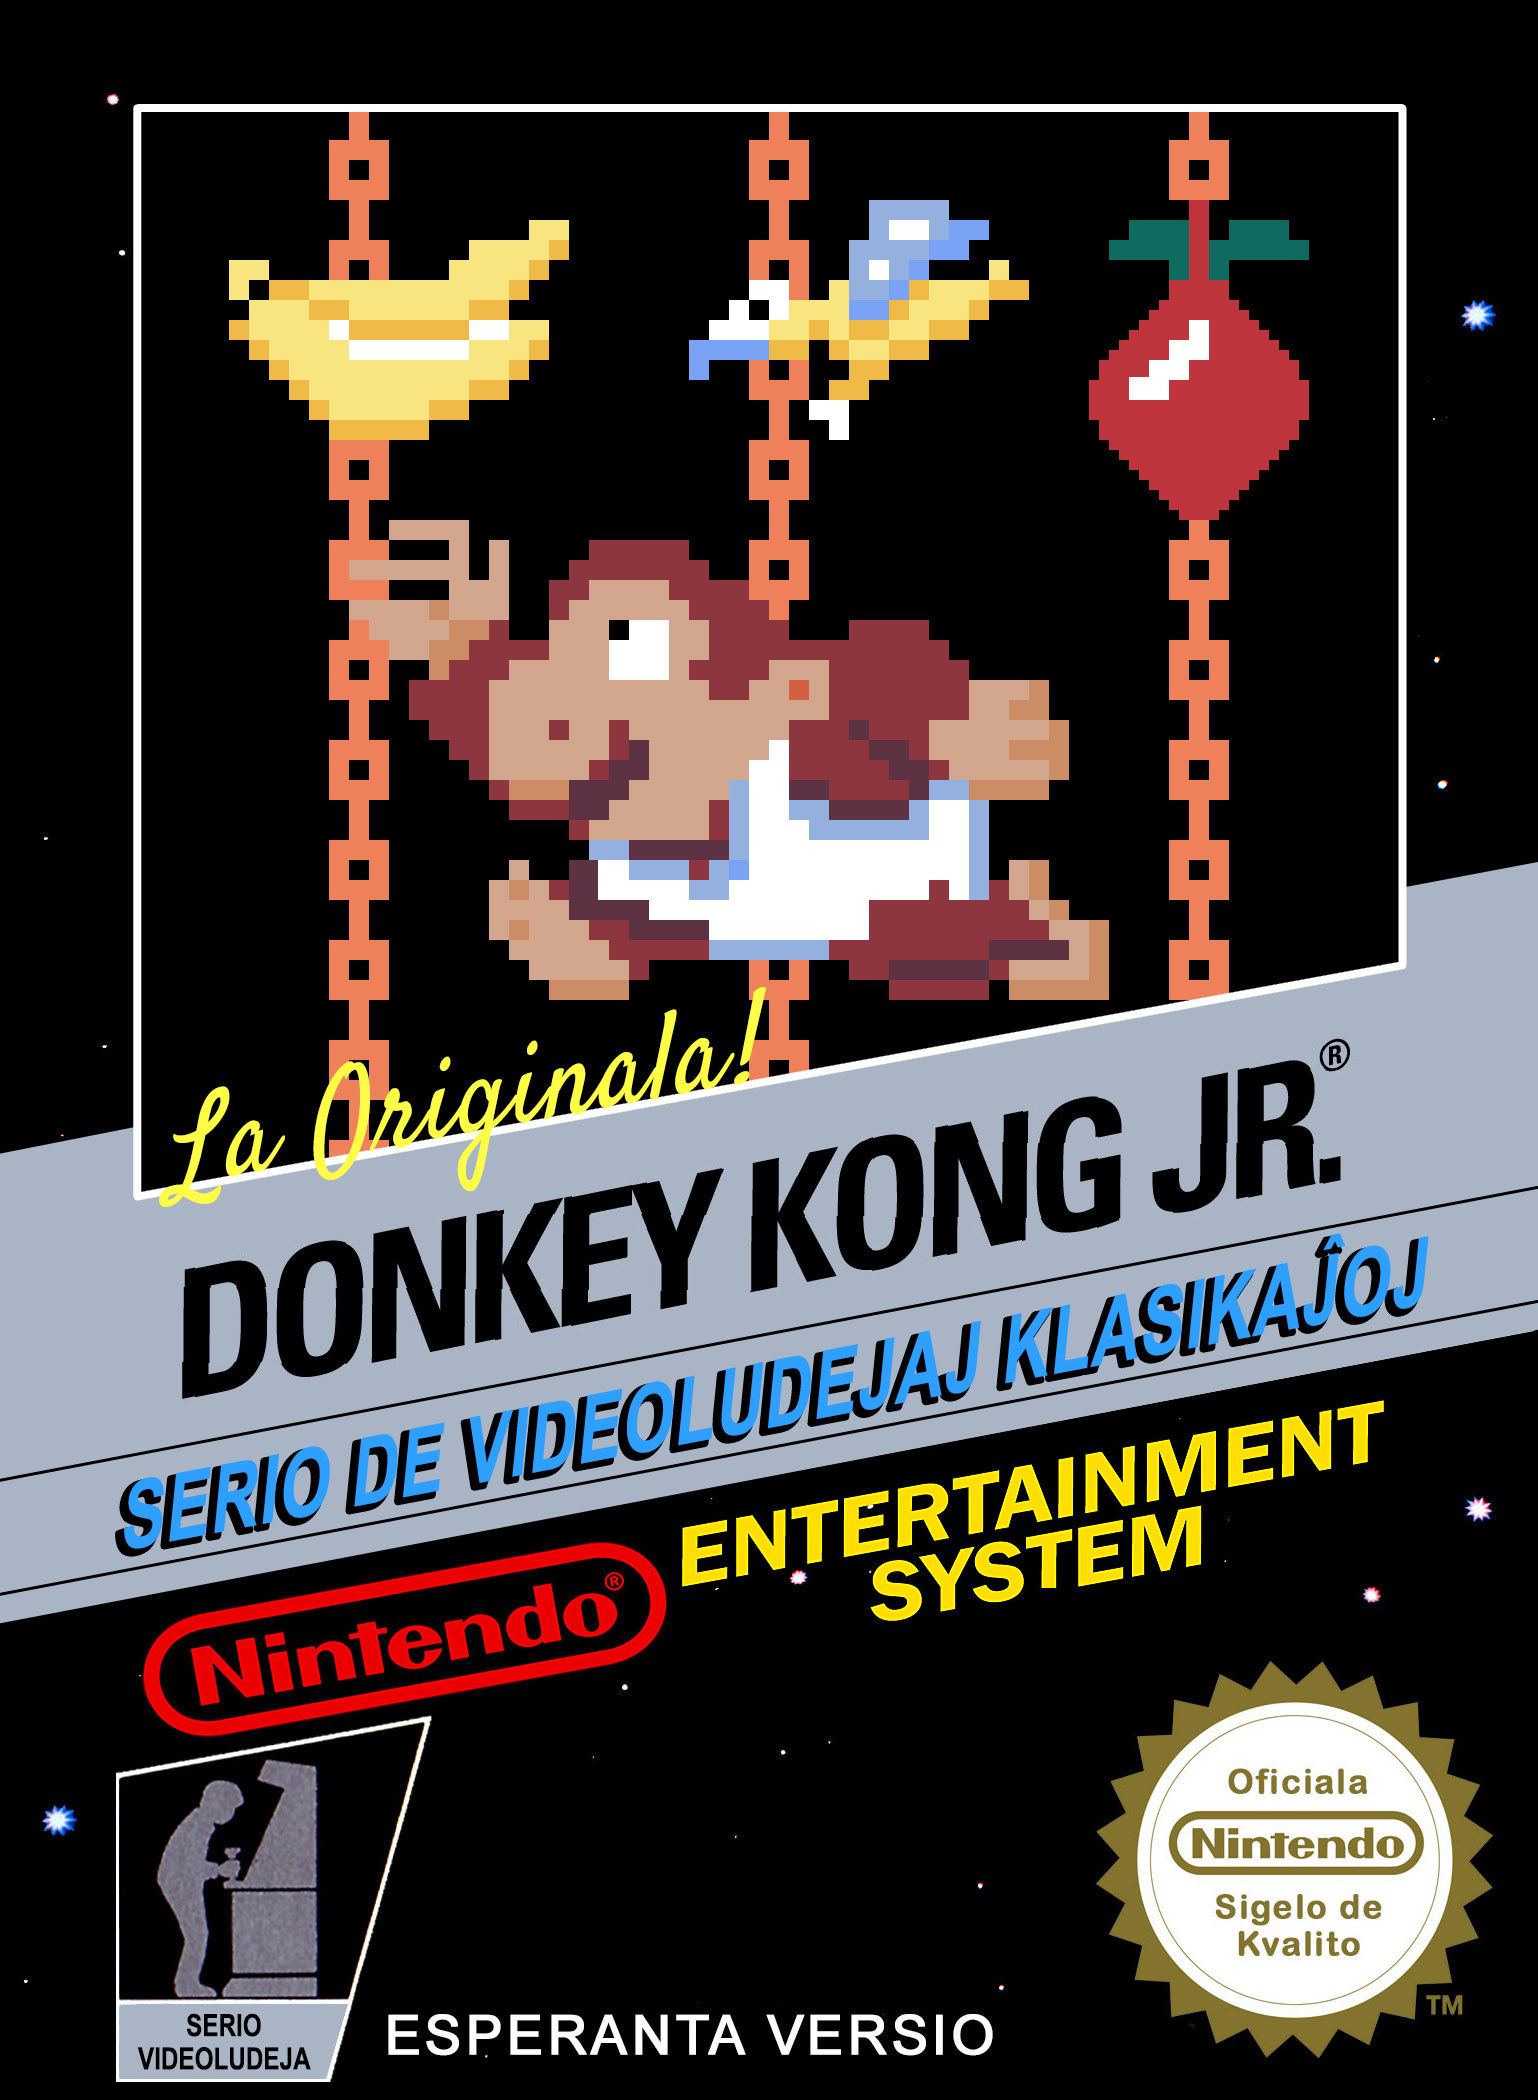 La Originala!
DONKEY KONG JR.®
SERIO DE VIDEOLUDEJAJ KLASIKAĴOJ
ENTERTAINMENT
SYSTEM
Nintendo®
Oficiala
Nintendo
Sigelo de
Kvalito
TM
SERIO
VIDEOLUDEJA
ESPERANTA VERSIO